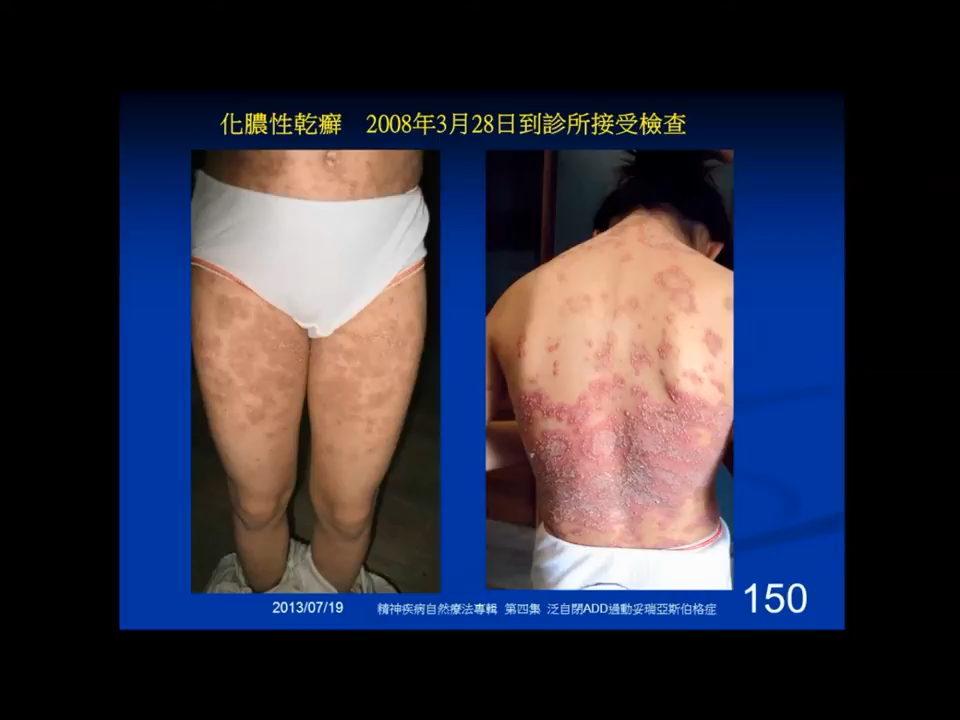 化膿性乾癬 2008年3月28日到診所接受檢查
2013/07/19 精神疾病自然療法專輯 第四集 泛自閉ADD過動妥瑞亞斯伯格症 150